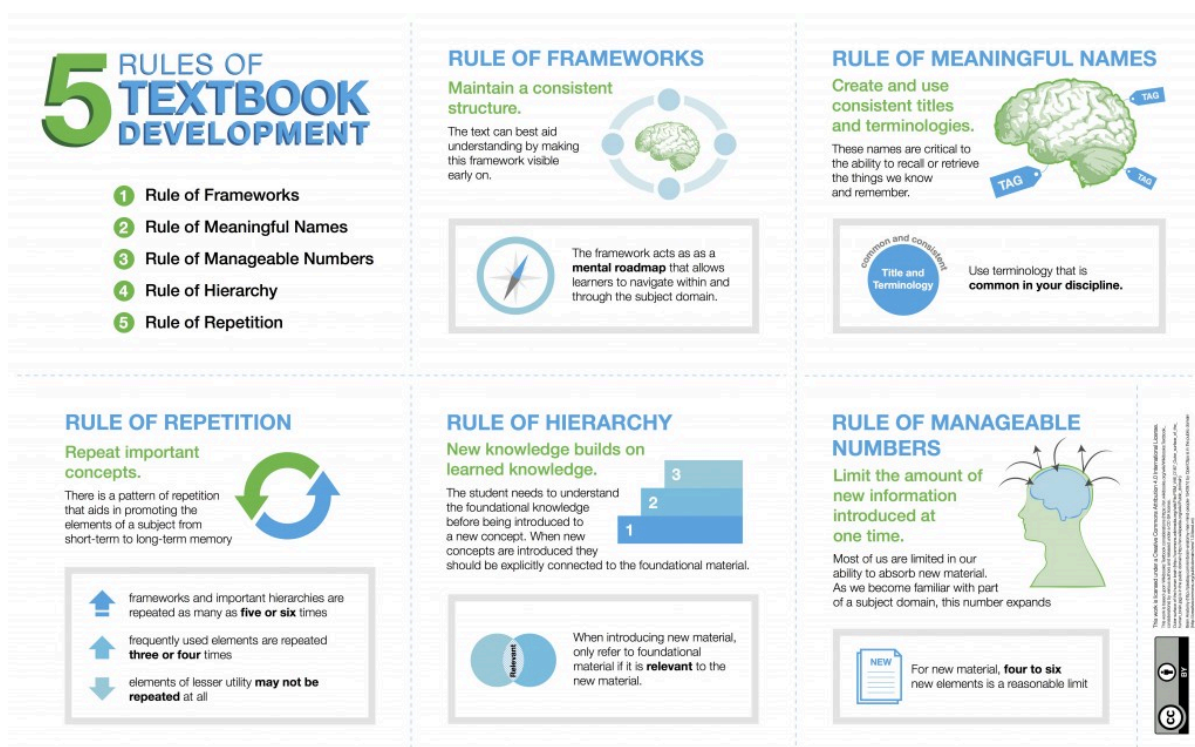 5 RULES OF
TEXTBOOK
DEVELOPMENT
1 Rule of Frameworks
2 Rule of Meaningful Names
3 Rule of Manageable Numbers
4 Rule of Hierarchy
5 Rule of Repetition
RULE OF FRAMEWORKS
Maintain a consistent
structure.
The text can best aid
understanding by making
this framework visible
early on.
The framework acts as as a
mental roadmap that allows
learners to navigate within and
through the subject domain.
RULE OF MEANINGFUL NAMES
Create and use
consistent titles
and terminologies.
These names are critical to
the ability to recall or retrieve
the things we know
and remember.
TAG
TAG
TAG
common and consistent
Title and
Terminology
Use terminology that is
common in your discipline.
RULE OF REPETITION
Repeat important
concepts.
There is a pattern of repetition
that aids in promoting the
elements of a subject from
short-term to long-term memory
frameworks and important hierarchies are
repeated as many as five or six times
frequently used elements are repeated
three or four times
elements of lesser utility may not be
repeated at all
RULE OF HIERARCHY
New knowledge builds on
learned knowledge.
The student needs to understand
the foundational knowledge
before being introduced to
a new concept. When new
concepts are introduced they
should be explicitly connected to the foundational material.
3
2
1
Relevant
When introducing new material,
only refer to foundational
material if it is relevant to the
new material.
RULE OF MANAGEABLE
NUMBERS
Limit the amount of
new information
introduced at
one time.
Most of us are limited in our
ability to absorb new material.
As we become familiar with part
of a subject domain, this number expands
NEW
For new material, four to six
new elements is a reasonable limit
This work is licensed under a Creative Commons Attribution 4.0 International License.
cc
BY